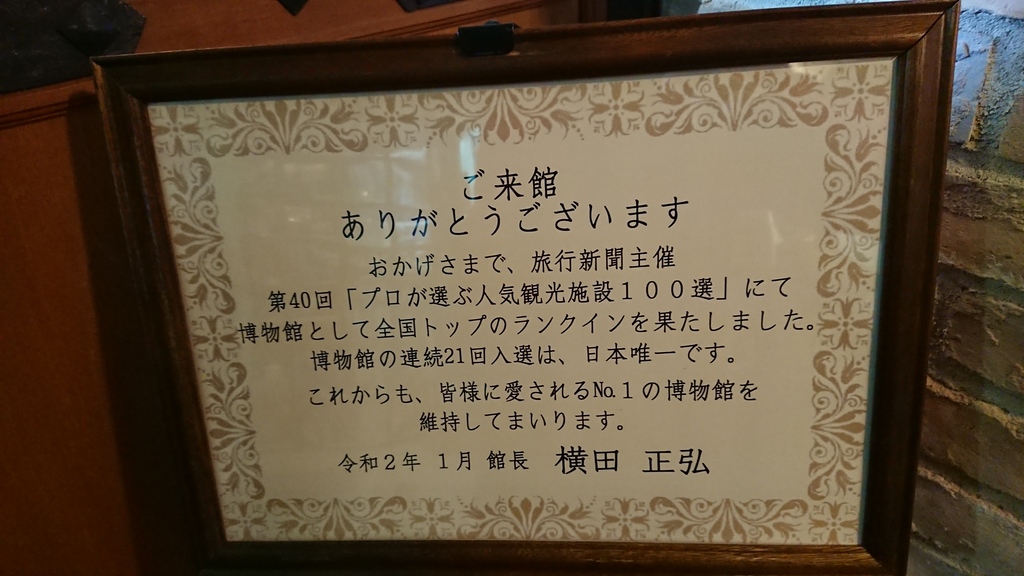 ご来館
ありがとうございます
おかげさまで、旅行新聞主催
第40回「プロが選ぶ人気観光施設１００選」にて
博物館として全国トップのランクインを果たしました。
博物館の連続21回入選は、日本唯一です。
これからも、皆様に愛される№１の博物館を
維持してまいります。
令和２年 １月 館長 横田 正弘